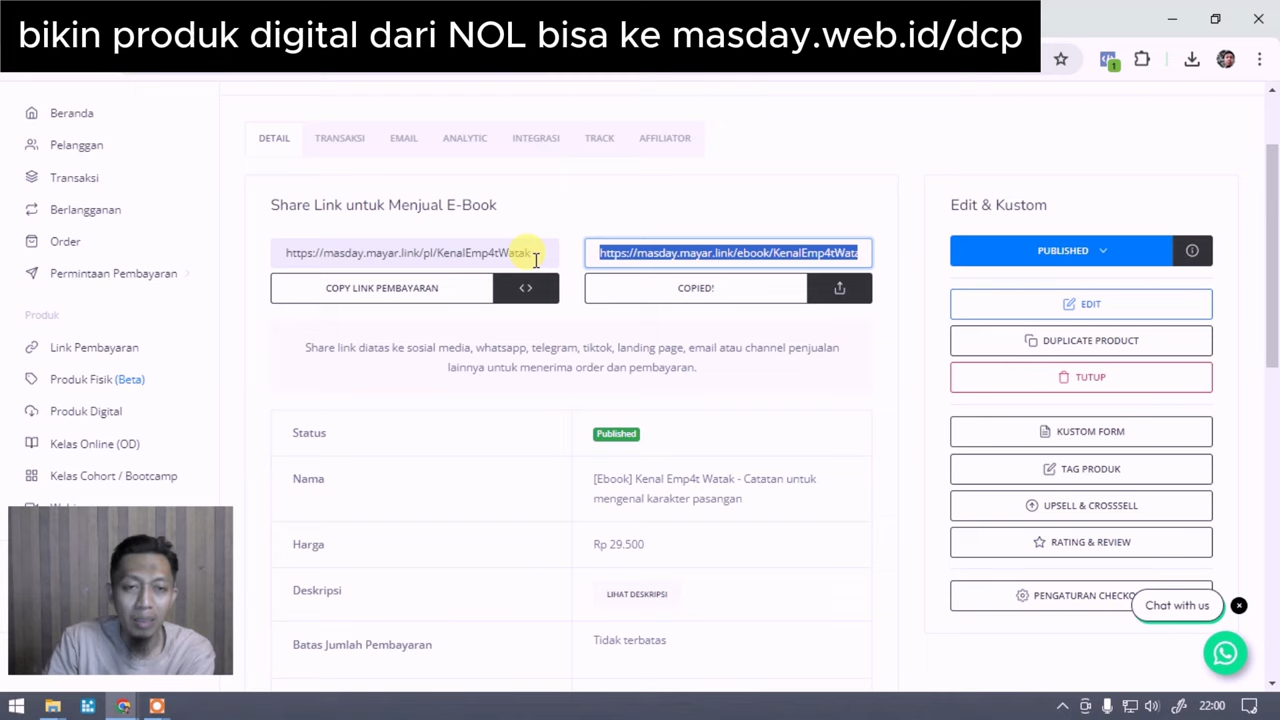 bikin produk digital dari NOL bisa ke masday.web.id/dcp
1
Beranda
Pelanggan
Transaksi
Berlangganan
Order
Permintaan Pembayaran
Produk
Link Pembayaran
Produk Fisik (Beta)
Produk Digital
Kelas Online (OD)
Kelas Cohort / Bootcamp
DETAIL TRANSAKSI EMAIL ANALYTIC INTEGRASI TRACK AFFILIATOR
Share Link untuk Menjual E-Book
https://masday.mayar.link/pl/KenalEmp4tWatak
https://masday.mayar.link/ebook/KenalEmp4tWata
COPY LINK PEMBAYARAN <>
COPIED!
Share link diatas ke sosial media, whatsapp, telegram, tiktok, landing page, email atau channel penjualan
lainnya untuk menerima order dan pembayaran.
Status Published
Nama [Ebook] Kenal Emp4t Watak - Catatan untuk
mengenal karakter pasangan
Harga Rp 29.500
Deskripsi LIHAT DESKRIPSI
Batas Jumlah Pembayaran Tidak terbatas
Edit & Kustom
PUBLISHED
EDIT
DUPLICATE PRODUCT
TUTUP
KUSTOM FORM
TAG PRODUK
UPSELL & CROSSSELL
RATING & REVIEW
PENGATURAN CHECKO
Chat with us
22:00